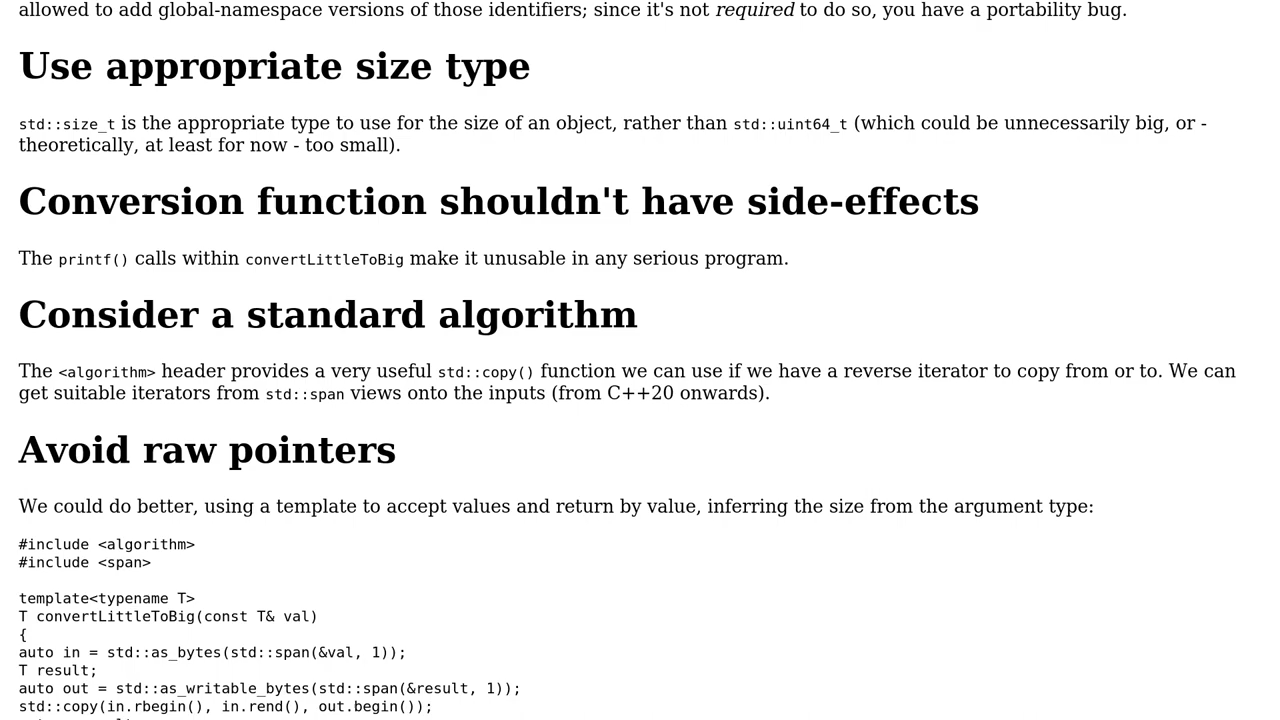 allowed to add global-namespace versions of those identifiers; since it's not required to do so, you have a portability bug.
Use appropriate size type
std::size_t is the appropriate type to use for the size of an object, rather than std::uint64_t (which could be unnecessarily big, or -
theoretically, at least for now - too small).
Conversion function shouldn't have side-effects
The printf() calls within convertLittleToBig make it unusable in any serious program.
Consider a standard algorithm
The <algorithm> header provides a very useful std::copy() function we can use if we have a reverse iterator to copy from or to. We can
get suitable iterators from std::span views onto the inputs (from C++20 onwards).
Avoid raw pointers
We could do better, using a template to accept values and return by value, inferring the size from the argument type:
#include <algorithm>
#include <span>
template<typename T>
T convertLittleToBig(const T& val)
{
auto in = std::as_bytes(std::span(&val, 1));
T result;
auto out = std::as_writable_bytes(std::span(&result, 1));
std::copy(in.rbegin(), in.rend(), out.begin());